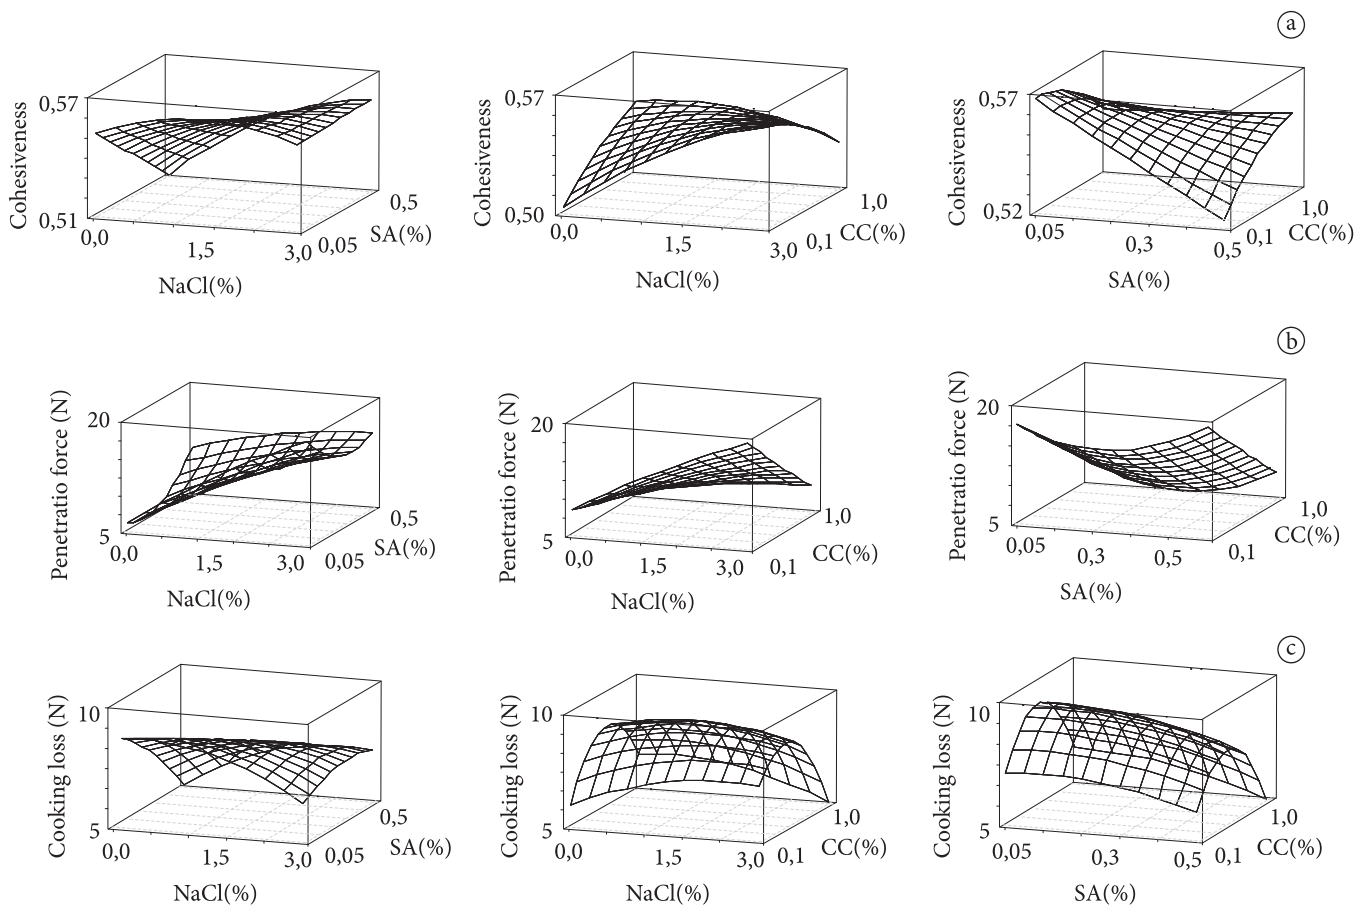 a
0,57
Cohesiveness
0,51
0,0
1,5
3,0
0,05
0,5
SA(%)
NaCl(%)
0,57
Cohesiveness
0,50
0,0
1,5
3,0
0,1
1,0
CC(%)
NaCl(%)
0,57
Cohesiveness
0,52
0,05
0,3
0,5
0,1
1,0
CC(%)
SA(%)
b
20
Penetratio force (N)
5
0,0
1,5
3,0
0,05
0,5
SA(%)
NaCl(%)
20
Penetratio force (N)
5
0,0
1,5
3,0
0,1
1,0
CC(%)
NaCl(%)
20
Penetratio force (N)
5
0,05
0,3
0,5
0,1
1,0
CC(%)
SA(%)
c
10
Cooking loss (N)
5
0,0
1,5
3,0
0,05
0,5
SA(%)
NaCl(%)
10
Cooking loss (N)
5
0,0
1,5
3,0
0,1
1,0
CC(%)
NaCl(%)
10
Cooking loss (N)
5
0,05
0,3
0,5
0,1
1,0
CC(%)
SA(%)